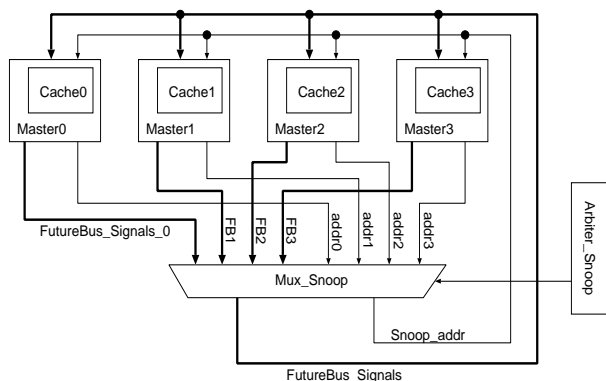 Cache0
Cache1
Cache2
Cache3
Master0
Master1
Master2
Master3
FutureBus_Signals_0
FB1
FB2
FB3
addr0
addr1
addr2
addr3
Arbiter_Snoop
Mux_Snoop
Snoop_addr
FutureBus_Signals